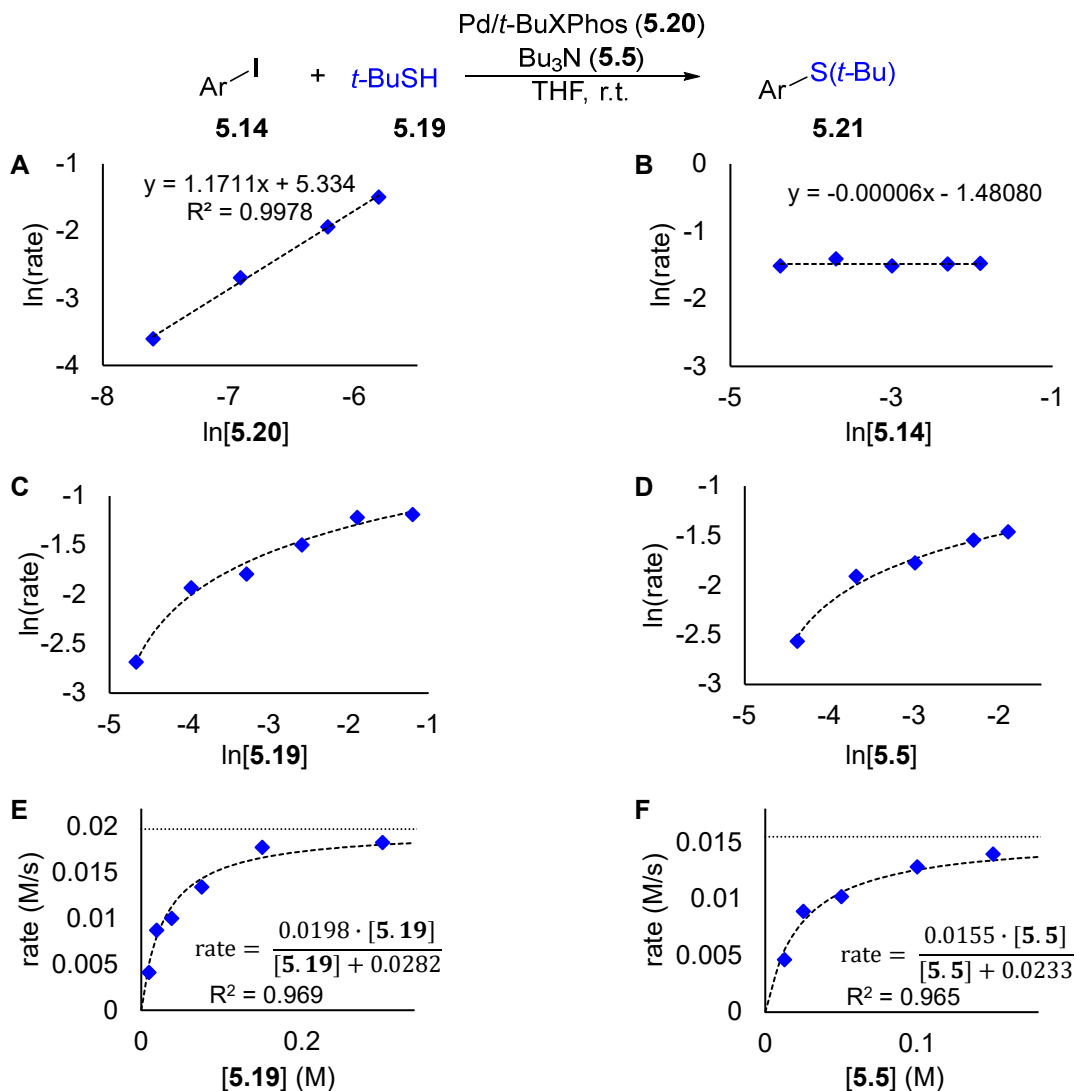 Pd/t-BuXPhos (5.20)
Bu₃N (5.5)
THF, r.t.
Ar I + t-BuSH Ar S(t-Bu)
5.14 5.19 5.21
A
y = 1.1711x + 5.334
R² = 0.9978
ln(rate)
-1
-2
-3
-4
-8 -7 -6
ln[5.20]
B
y = -0.00006x - 1.48080
ln(rate)
0
-1
-2
-3
-5 -3 -1
ln[5.14]
C
ln(rate)
-1
-1.5
-2
-2.5
-3
-5 -4 -3 -2 -1
ln[5.19]
D
ln(rate)
-1
-1.5
-2
-2.5
-3
-5 -4 -3 -2
ln[5.5]
E
rate (M/s)
0.02
0.015
0.01
0.005
0
rate = 0.0198 · [5.19] / [5.19] + 0.0282
R² = 0.969
0 0.2
[5.19] (M)
F
rate (M/s)
0.015
0.01
0.005
0
rate = 0.0155 · [5.5] / [5.5] + 0.0233
R² = 0.965
0 0.1
[5.5] (M)